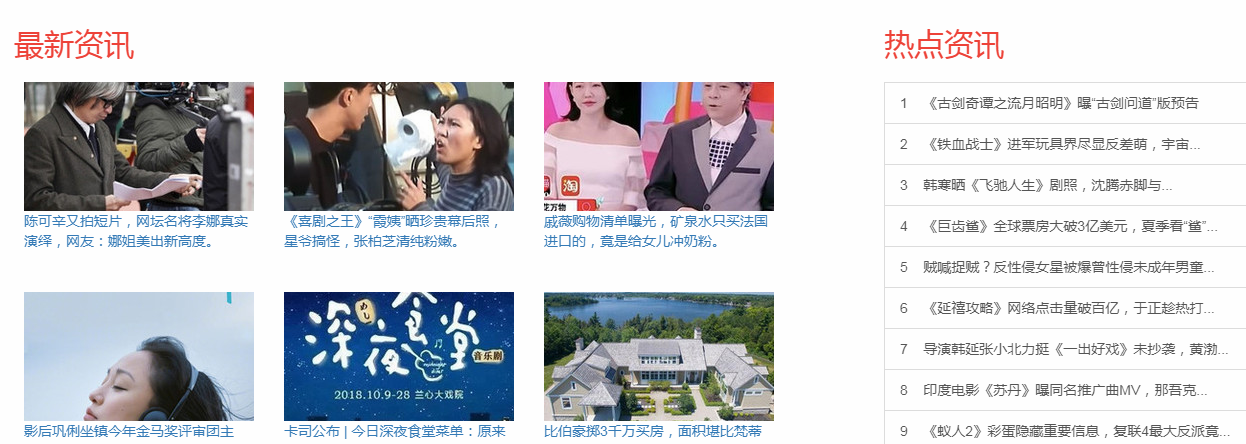 最新资讯
陈可辛又拍短片，网坛名将李娜真实
演绎，网友：娜姐美出新高度。
《喜剧之王》“霞姨”晒珍贵幕后照，
星爷搞怪，张柏芝清纯粉嫩。
淘
花万物
戚薇购物清单曝光，矿泉水只买法国
进口的，竟是给女儿冲奶粉。
影后巩俐坐镇今年金马奖评审团主
めし
深夜食堂
音乐剧
2018.10.9-28 兰心大戏院
卡司公布 | 今日深夜食堂菜单：原来
比伯豪掷3千万买房，面积堪比梵蒂
热点资讯
1 《古剑奇谭之流月昭明》曝“古剑问道”版预告
2 《铁血战士》进军玩具界尽显反差萌，宇宙...
3 韩寒晒《飞驰人生》剧照，沈腾赤脚与...
4 《巨齿鲨》全球票房大破3亿美元，夏季看“鲨”...
5 贼喊捉贼？反性侵女星被爆曾性侵未成年男童...
6 《延禧攻略》网络点击量破百亿，于正趁热打...
7 导演韩延张小北力挺《一出好戏》未抄袭，黄渤...
8 印度电影《苏丹》曝同名推广曲MV，那吾克...
9 《蚁人2》彩蛋隐藏重要信息，复联4最大反派竟...